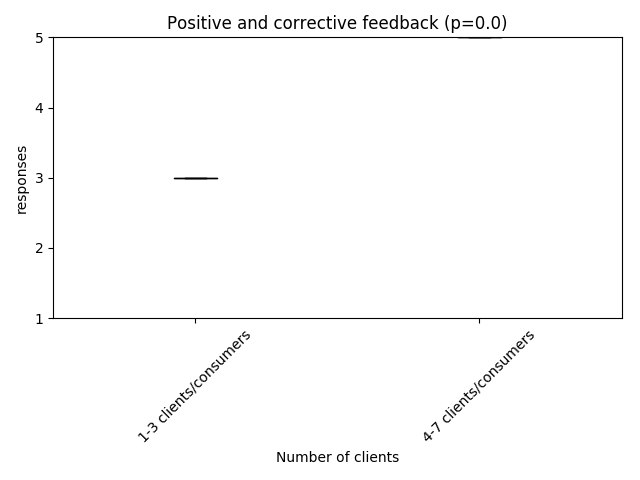 Positive and corrective feedback (p=0.0)
5
4
3
2
1
responses
1-3 clients/consumers
4-7 clients/consumers
Number of clients